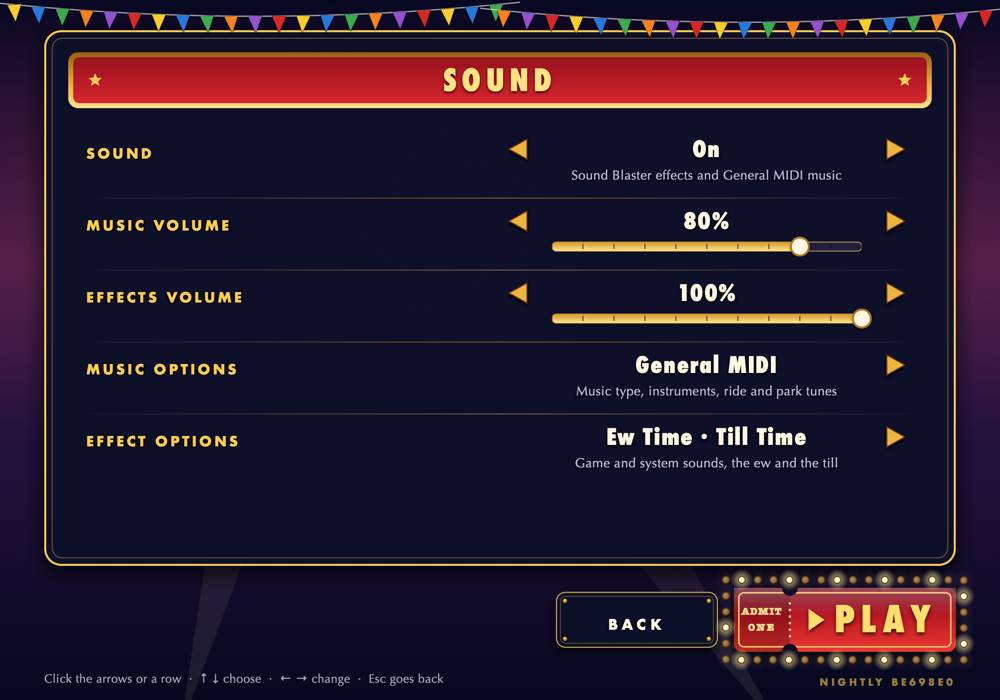 SOUND
SOUND
On
Sound Blaster effects and General MIDI music
MUSIC VOLUME
80%
EFFECTS VOLUME
100%
MUSIC OPTIONS
General MIDI
Music type, instruments, ride and park tunes
EFFECT OPTIONS
Ew Time · Till Time
Game and system sounds, the ew and the till
BACK
ADMIT
ONE
PLAY
Click the arrows or a row · ↑ ↓ choose · ← → change · Esc goes back
NIGHTLY BE698E0